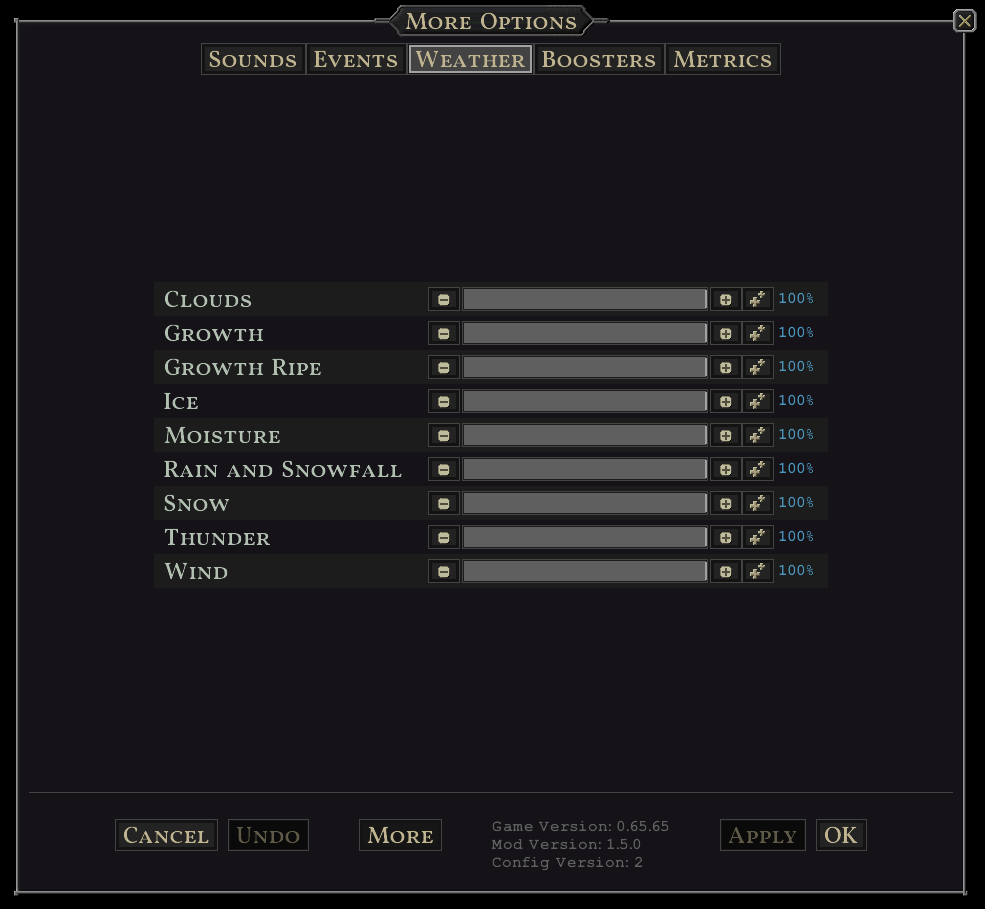 More Options
Sounds Events Weather Boosters Metrics
Clouds 100%
Growth 100%
Growth Ripe 100%
Ice 100%
Moisture 100%
Rain and Snowfall 100%
Snow 100%
Thunder 100%
Wind 100%
Cancel Undo More Apply OK
Game Version: 0.65.65
Mod Version: 1.5.0
Config Version: 2